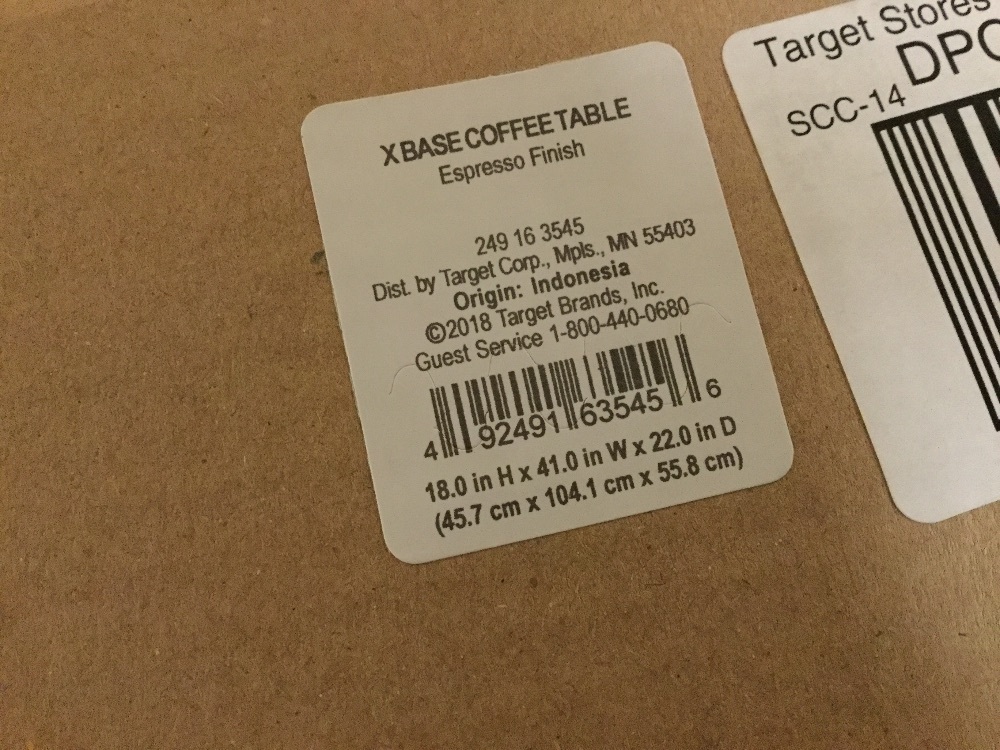 X BASE COFFEE TABLE
Espresso Finish
249 16 3545
Dist. by Target Corp., Mpls., MN 55403
Origin: Indonesia
©2018 Target Brands, Inc.
Guest Service 1-800-440-0680
4 92491 63545 6
18.0 in H x 41.0 in W x 22.0 in D
(45.7 cm x 104.1 cm x 55.8 cm)
Target Stores
DPC
SCC-14